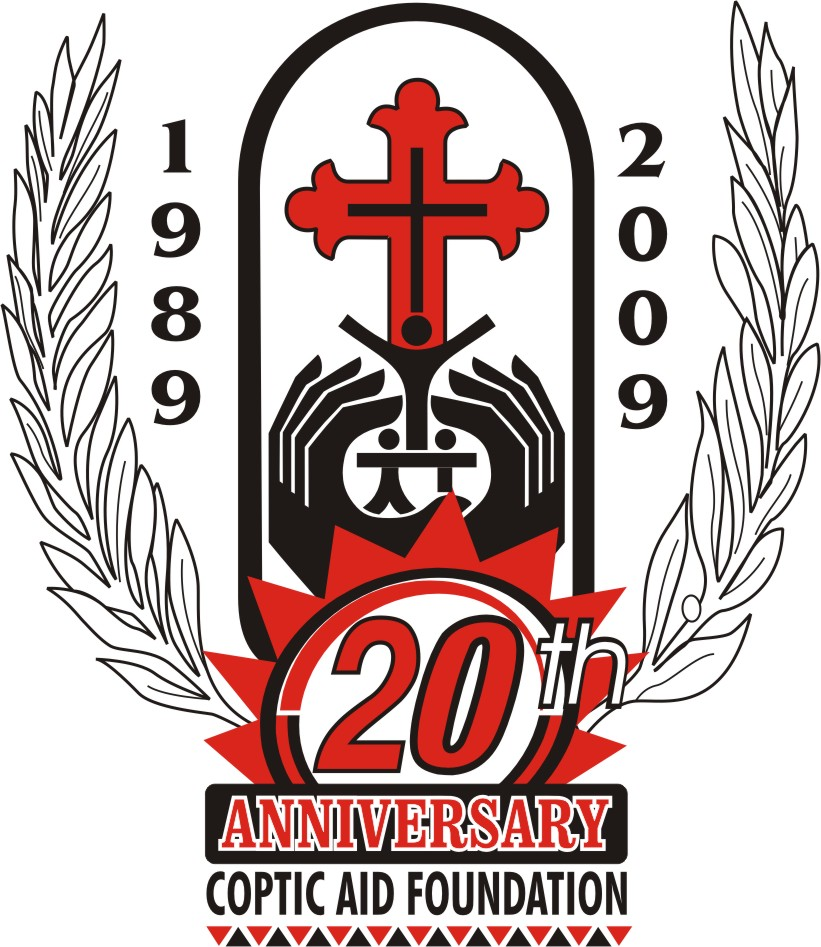 1989
2009
20th
ANNIVERSARY
COPTIC AID FOUNDATION